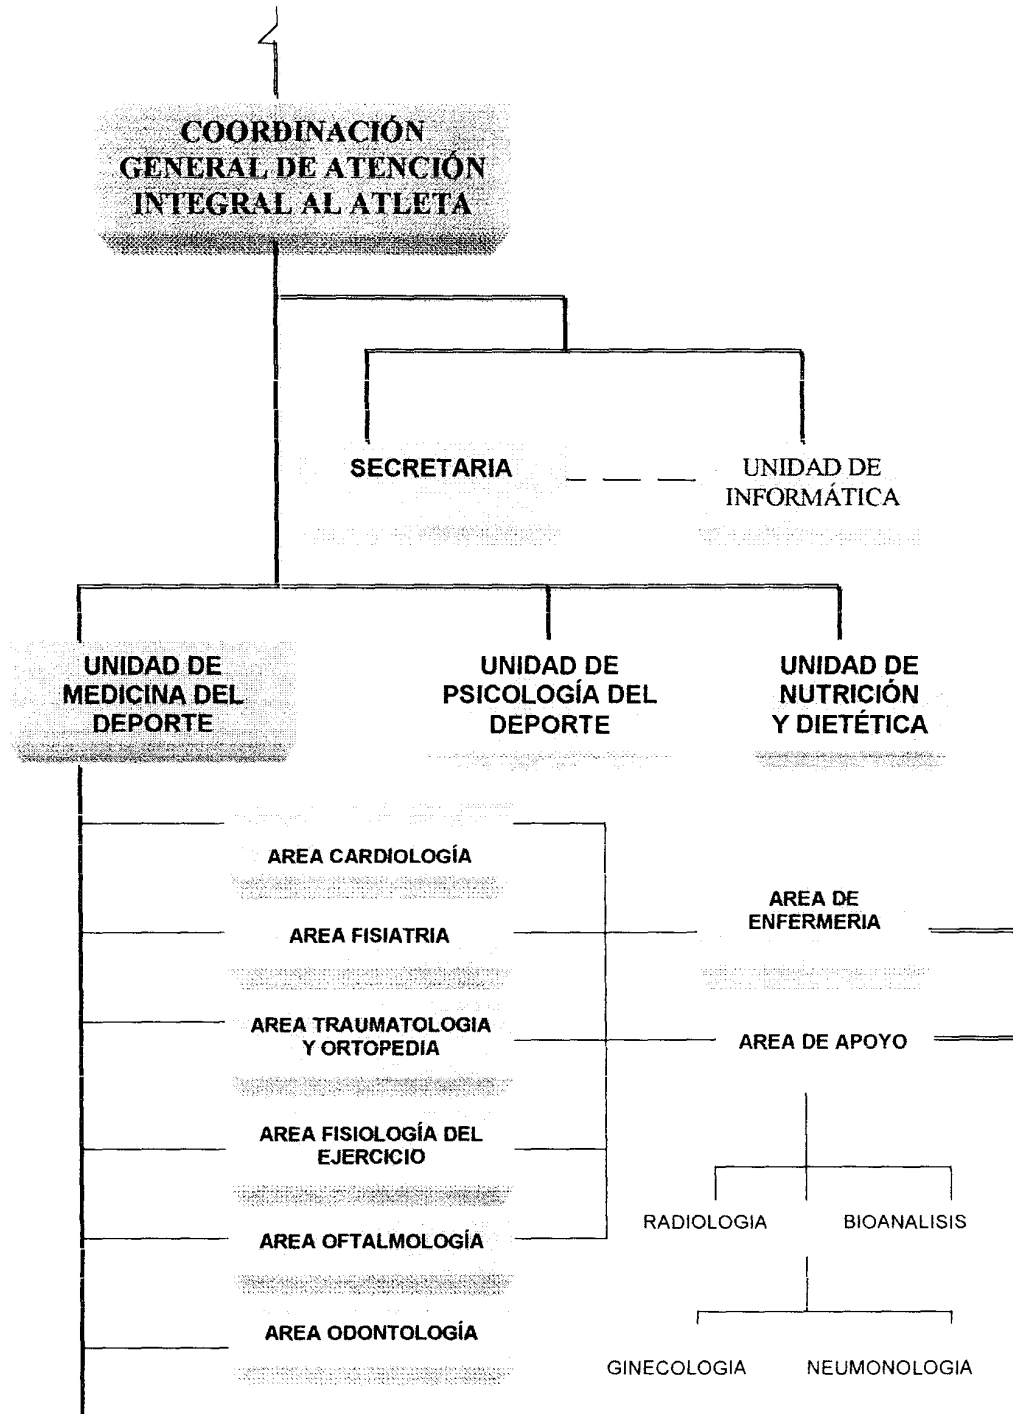 COORDINACIÓN
GENERAL DE ATENCIÓN
INTEGRAL AL ATLETA
SECRETARIA
UNIDAD DE
INFORMÁTICA
UNIDAD DE
MEDICINA DEL
DEPORTE
UNIDAD DE
PSICOLOGÍA DEL
DEPORTE
UNIDAD DE
NUTRICIÓN
Y DIETÉTICA
AREA CARDIOLOGÍA
AREA FISIATRIA
AREA TRAUMATOLOGIA
Y ORTOPEDIA
AREA FISIOLOGÍA DEL
EJERCICIO
AREA OFTALMOLOGÍA
AREA ODONTOLOGÍA
AREA DE
ENFERMERIA
AREA DE APOYO
RADIOLOGIA
BIOANALISIS
GINECOLOGIA
NEUMONOLOGIA